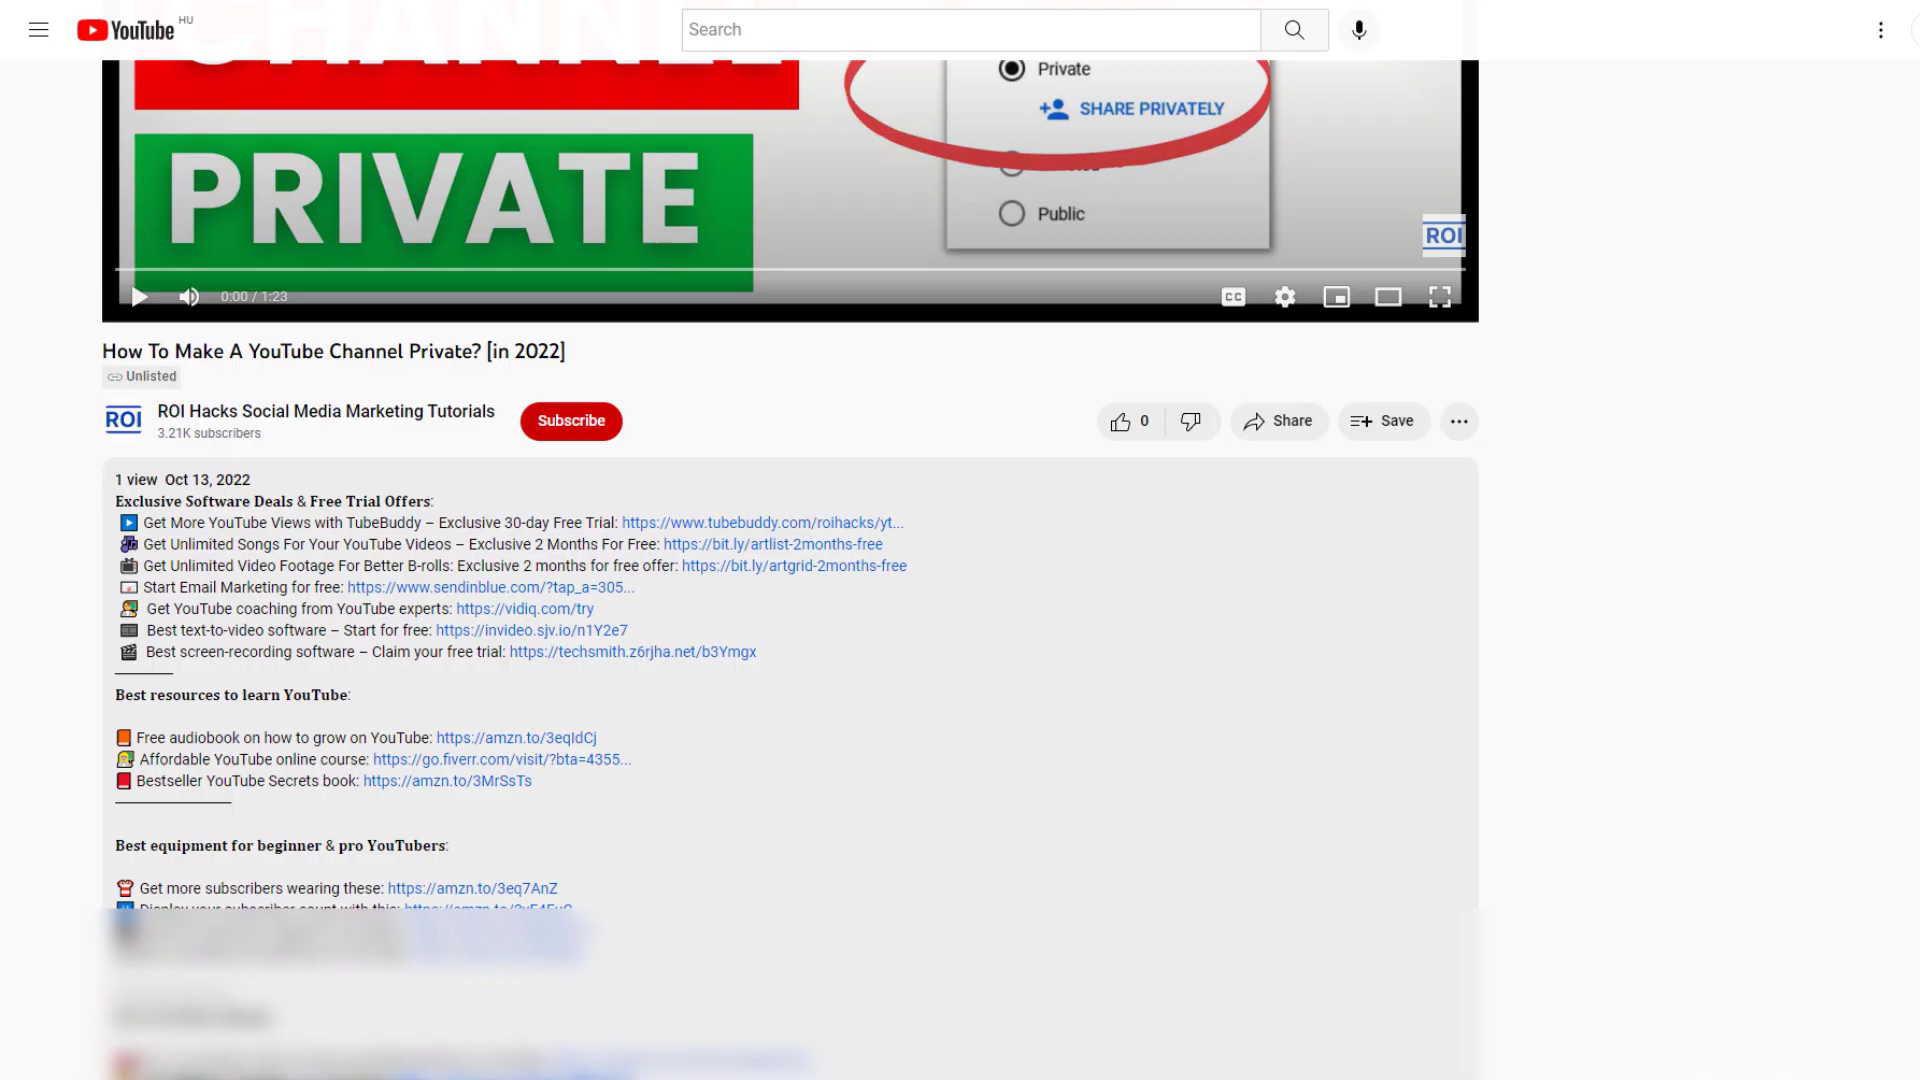 YouTube HU
Search
CHANNEL
Private
SHARE PRIVATELY
PRIVATE
Public
ROI
0:00 / 1:23
CC
How To Make A YouTube Channel Private? [in 2022]
Unlisted
ROI
ROI Hacks Social Media Marketing Tutorials
3.21K subscribers
Subscribe
0
Share
Save
1 view Oct 13, 2022
Exclusive Software Deals & Free Trial Offers:
Get More YouTube Views with TubeBuddy – Exclusive 30-day Free Trial: https://www.tubebuddy.com/roihacks/yt...
Get Unlimited Songs For Your YouTube Videos – Exclusive 2 Months For Free: https://bit.ly/artlist-2months-free
Get Unlimited Video Footage For Better B-rolls: Exclusive 2 months for free offer: https://bit.ly/artgrid-2months-free
Start Email Marketing for free: https://www.sendinblue.com/?tap_a=305...
Get YouTube coaching from YouTube experts: https://vidiq.com/try
Best text-to-video software – Start for free: https://invideo.sjv.io/n1Y2e7
Best screen-recording software – Claim your free trial: https://techsmith.z6rjha.net/b3Ymgx
Best resources to learn YouTube:
Free audiobook on how to grow on YouTube: https://amzn.to/3eqIdCj
Affordable YouTube online course: https://go.fiverr.com/visit/?bta=4355...
Bestseller YouTube Secrets book: https://amzn.to/3MrSsTs
Best equipment for beginner & pro YouTubers:
Get more subscribers wearing these: https://amzn.to/3eq7AnZ
Display your subscriber count with this: